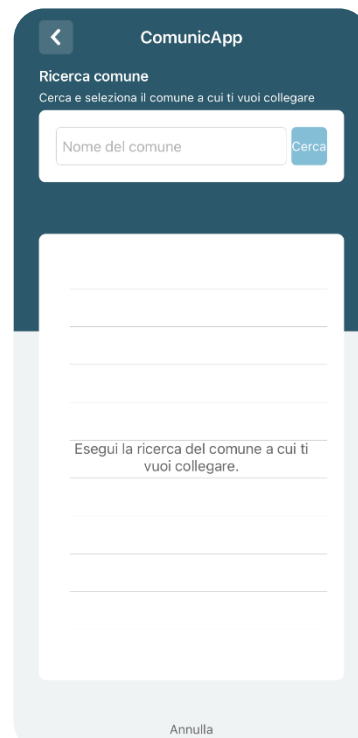 ComunicApp
Ricerca comune
Cerca e seleziona il comune a cui ti vuoi collegare
Nome del comune
Cerca
Esegui la ricerca del comune a cui ti
vuoi collegare.
Annulla